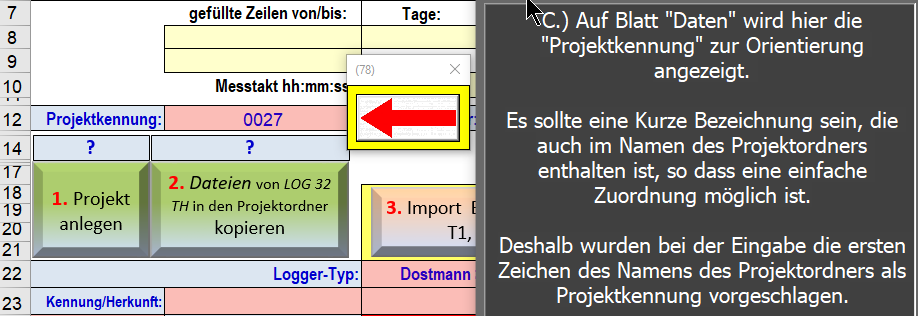 7
gefüllte Zeilen von/bis:
Tage:
8
9
10
Messtakt hh:mm:ss
(78)
12
Projektkennung:
0027
14
?
?
17
18
19
20
21
1. Projekt
anlegen
2. Dateien von LOG 32
TH in den Projektordner
kopieren
3. Import
T1,
22
Logger-Typ:
Dostmann
23
Kennung/Herkunft:
C.) Auf Blatt "Daten" wird hier die
"Projektkennung" zur Orientierung
angezeigt.
Es sollte eine Kurze Bezeichnung sein, die
auch im Namen des Projektordners
enthalten ist, so dass eine einfache
Zuordnung möglich ist.
Deshalb wurden bei der Eingabe die ersten
Zeichen des Namens des Projektordners als
Projektkennung vorgeschlagen.